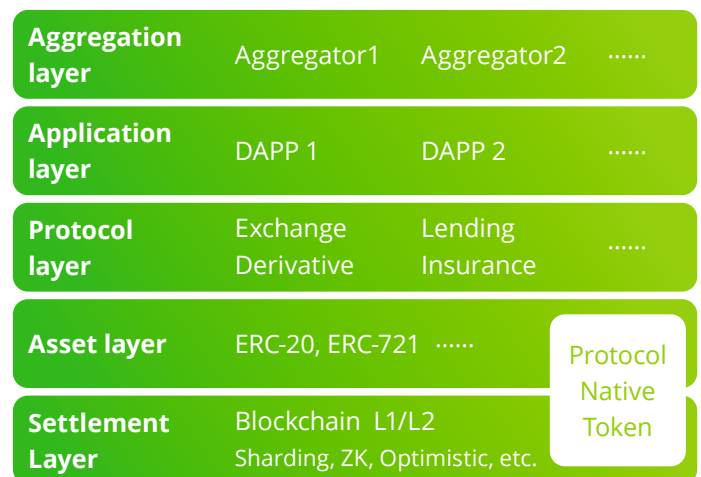 Aggregation
layer
Aggregator1 Aggregator2 ······
Application
layer
DAPP 1 DAPP 2 ······
Protocol
layer
Exchange Lending
Derivative Insurance
······
Asset layer
ERC-20, ERC-721 ······
Settlement
Layer
Blockchain L1/L2
Sharding, ZK, Optimistic, etc.
Protocol
Native
Token